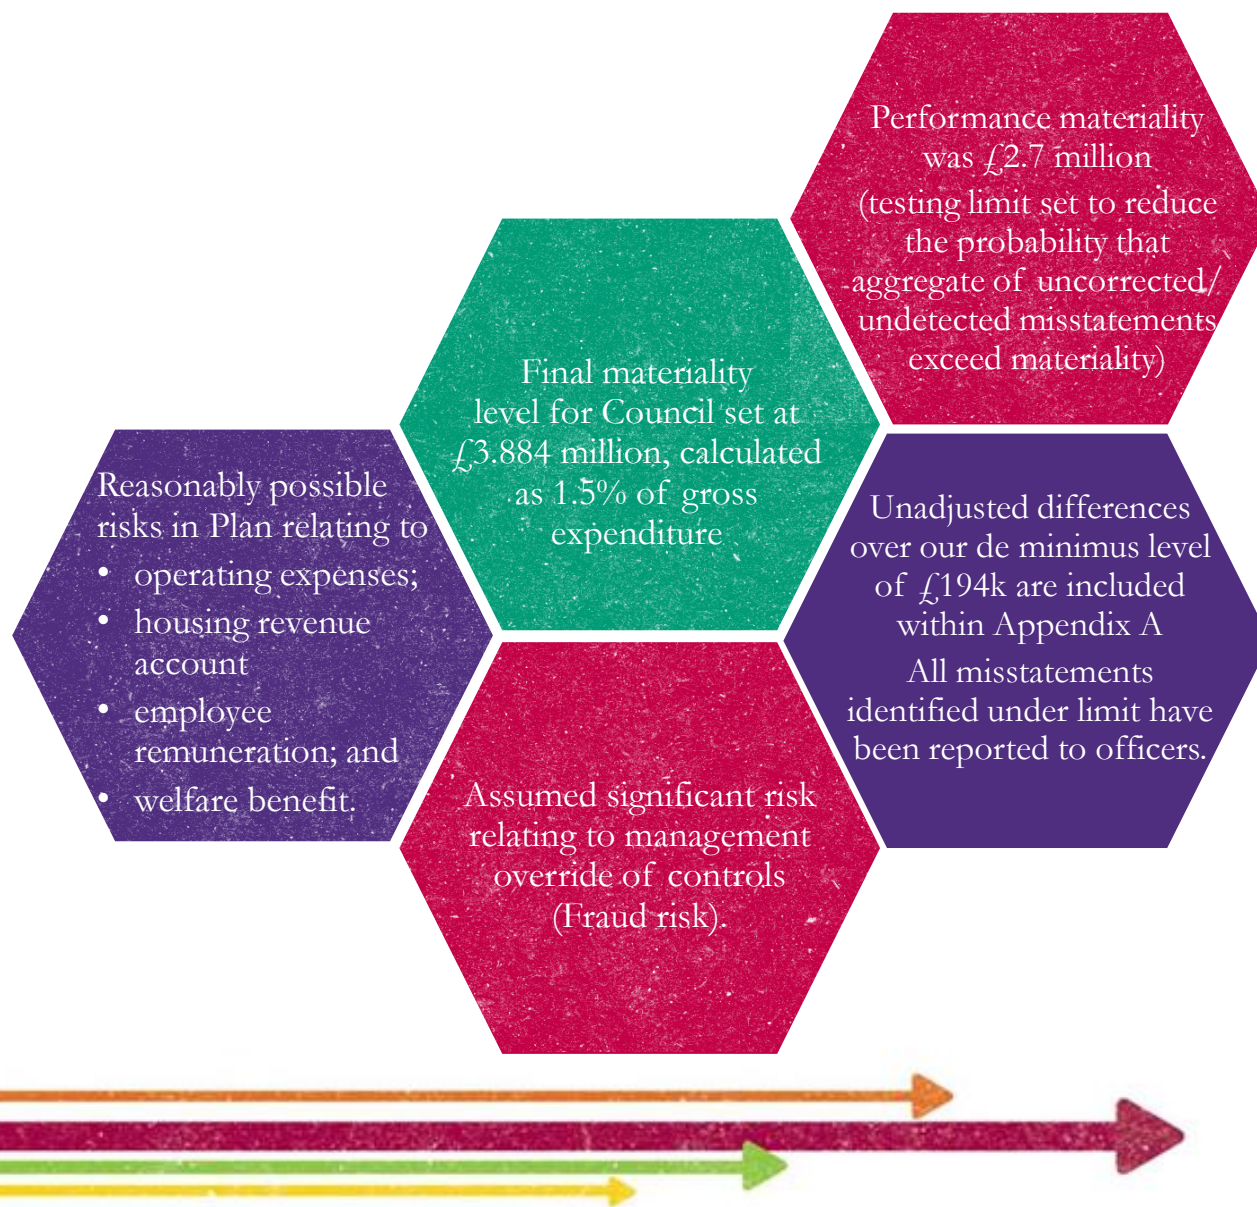 Performance materiality
was £2.7 million
(testing limit set to reduce
the probability that
aggregate of uncorrected/
undetected misstatements
exceed materiality)
Final materiality
level for Council set at
£3.884 million, calculated
as 1.5% of gross
expenditure
Reasonably possible
risks in Plan relating to
• operating expenses;
• housing revenue
account
• employee
remuneration; and
• welfare benefit.
Unadjusted differences
over our de minimus level
of £194k are included
within Appendix A
All misstatements
identified under limit have
been reported to officers.
Assumed significant risk
relating to management
override of controls
(Fraud risk).